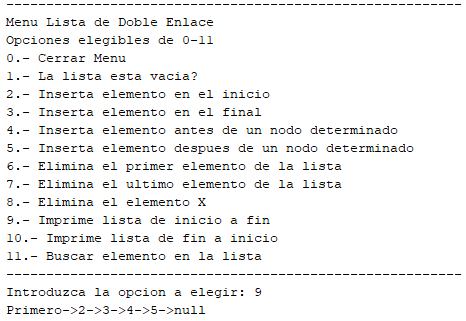 ----------------------------------------------------------
Menu Lista de Doble Enlace
Opciones elegibles de 0-11
0.- Cerrar Menu
1.- La lista esta vacia?
2.- Inserta elemento en el inicio
3.- Inserta elemento en el final
4.- Inserta elemento antes de un nodo determinado
5.- Inserta elemento despues de un nodo determinado
6.- Elimina el primer elemento de la lista
7.- Elimina el ultimo elemento de la lista
8.- Elimina el elemento X
9.- Imprime lista de inicio a fin
10.- Imprime lista de fin a inicio
11.- Buscar elemento en la lista
----------------------------------------------------------
Introduzca la opcion a elegir: 9
Primero->2->3->4->5->null